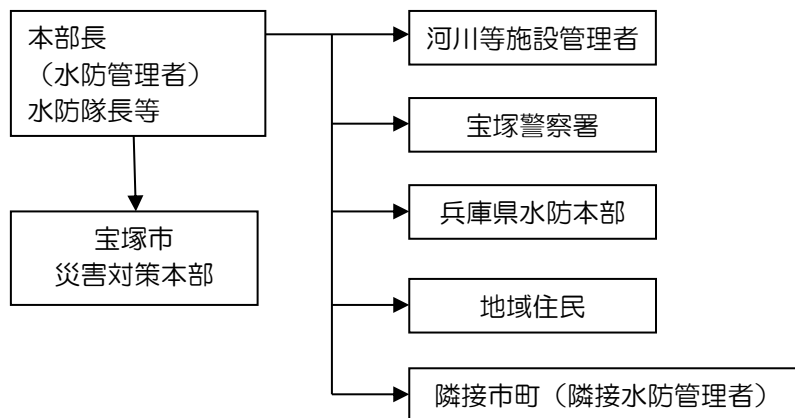 本部長
（水防管理者）
水防隊長等
宝塚市
災害対策本部
河川等施設管理者
宝塚警察署
兵庫県水防本部
地域住民
隣接市町（隣接水防管理者）